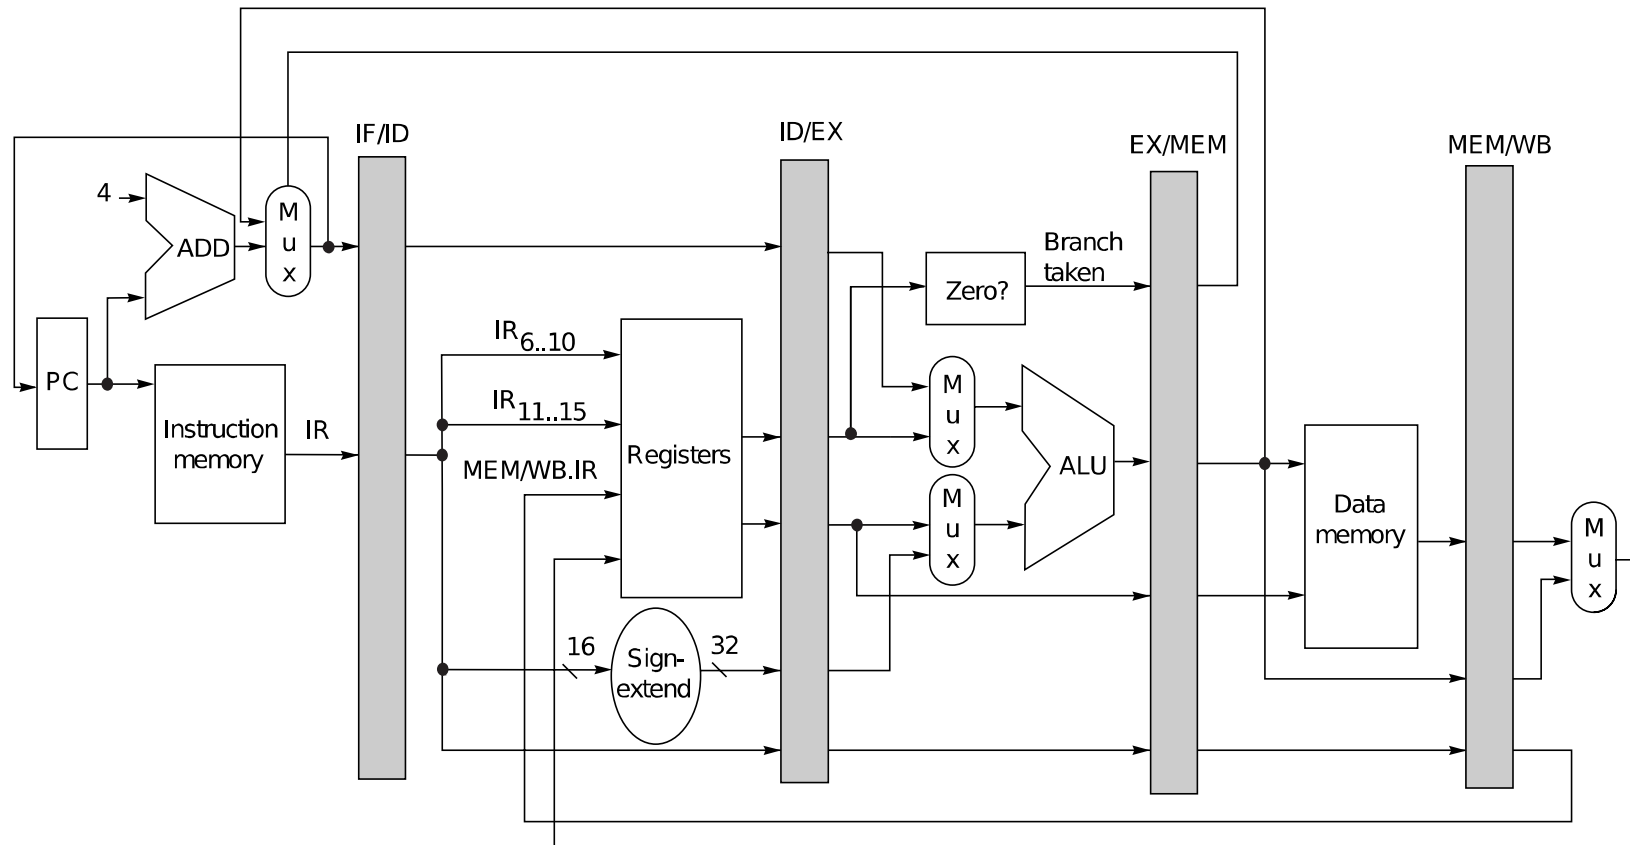 IF/ID
ID/EX
EX/MEM
MEM/WB
4
ADD
M
u
x
Branch
taken
Zero?
PC
Instruction
memory
IR
IR6..10
IR11..15
MEM/WB.IR
Registers
M
u
x
M
u
x
ALU
Data
memory
M
u
x
16
Sign-
extend
32